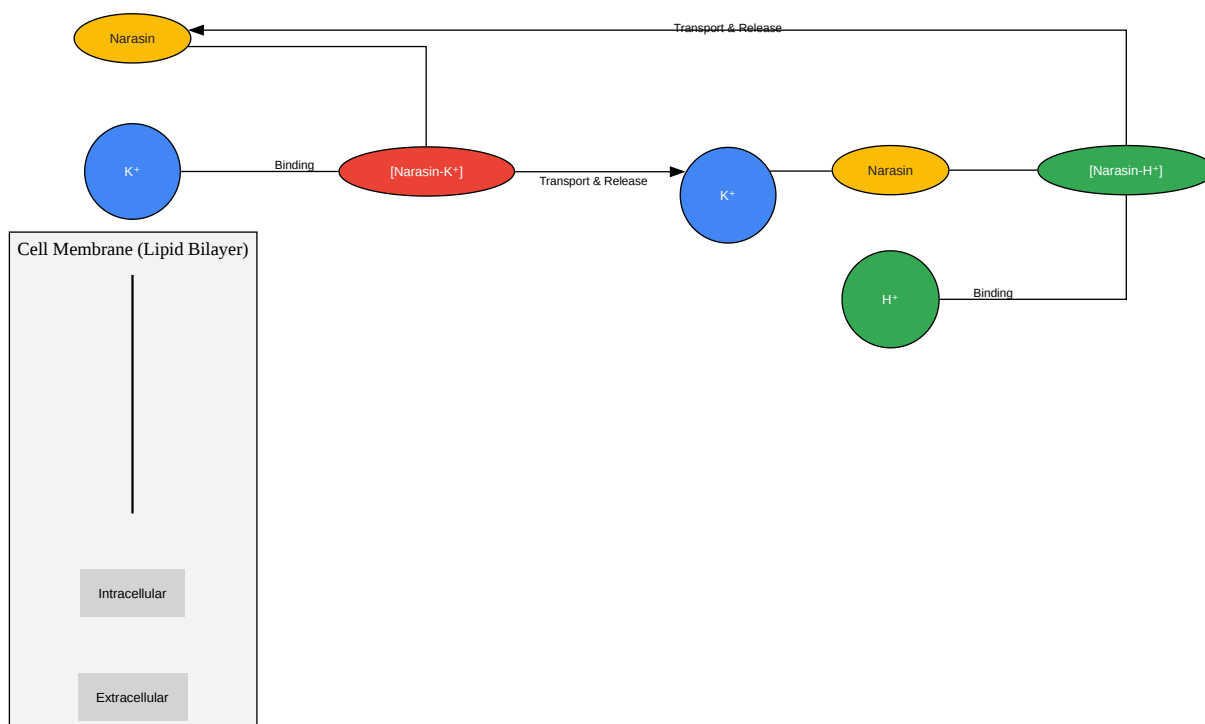 Transport & Release
Narasin
K⁺
Binding
[Narasin-K⁺]
Transport & Release
K⁺
Narasin
[Narasin-H⁺]
H⁺
Binding
Cell Membrane (Lipid Bilayer)
Intracellular
Extracellular